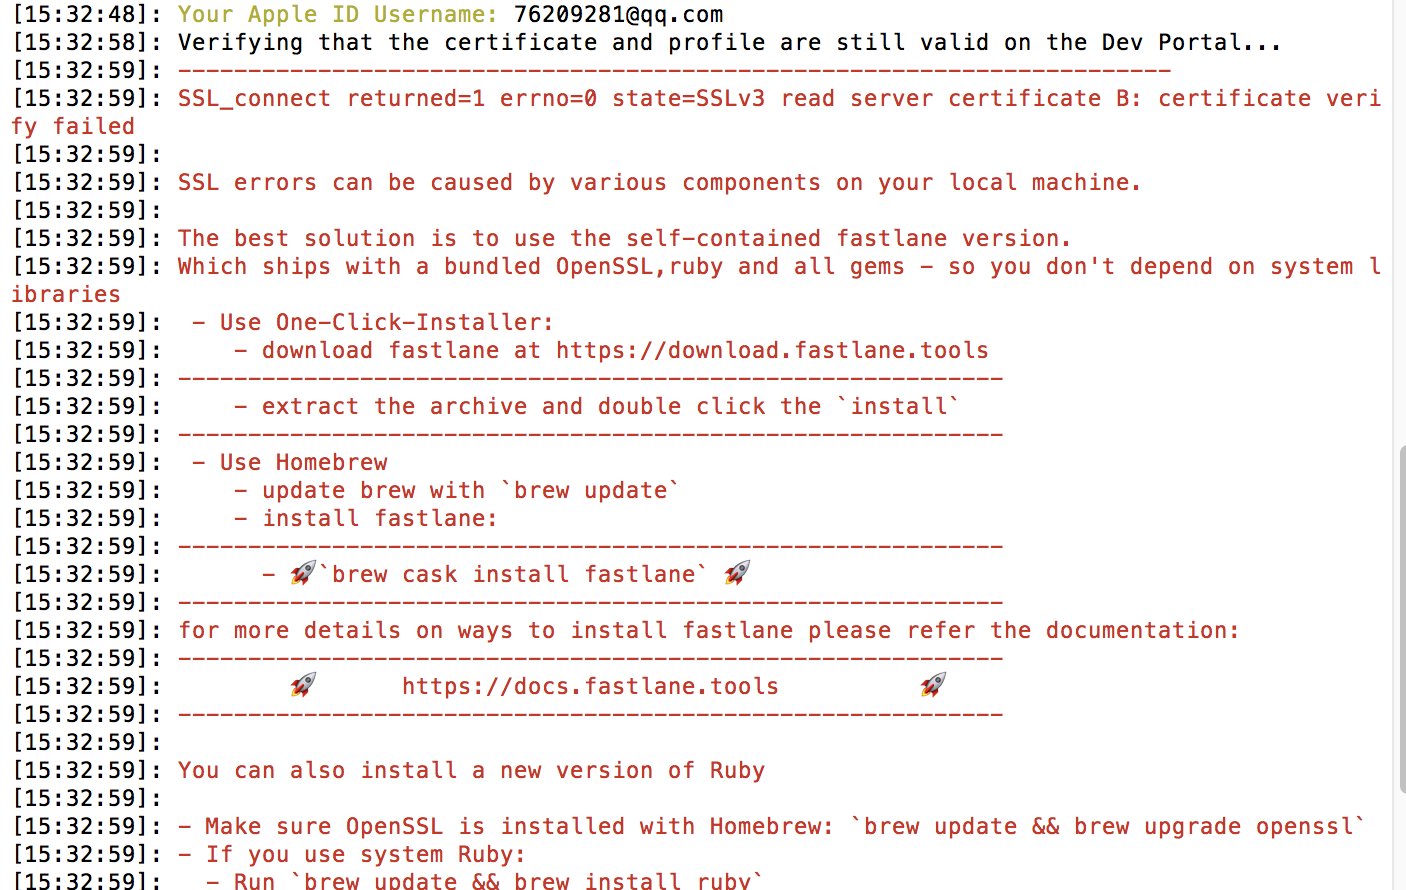 [15:32:48]: Your Apple ID Username: 76209281@qq.com
[15:32:58]: Verifying that the certificate and profile are still valid on the Dev Portal...
[15:32:59]: -----------------------------------------------------------------------
[15:32:59]: SSL_connect returned=1 errno=0 state=SSLv3 read server certificate B: certificate veri
fy failed
[15:32:59]:
[15:32:59]: SSL errors can be caused by various components on your local machine.
[15:32:59]:
[15:32:59]: The best solution is to use the self-contained fastlane version.
[15:32:59]: Which ships with a bundled OpenSSL,ruby and all gems - so you don't depend on system l
ibraries
[15:32:59]:  - Use One-Click-Installer:
[15:32:59]:     - download fastlane at https://download.fastlane.tools
[15:32:59]: -----------------------------------------------------------
[15:32:59]:     - extract the archive and double click the `install`
[15:32:59]: -----------------------------------------------------------
[15:32:59]:  - Use Homebrew
[15:32:59]:     - update brew with `brew update`
[15:32:59]:     - install fastlane:
[15:32:59]: -----------------------------------------------------------
[15:32:59]:       - 🚀`brew cask install fastlane` 🚀
[15:32:59]: -----------------------------------------------------------
[15:32:59]: for more details on ways to install fastlane please refer the documentation:
[15:32:59]: -----------------------------------------------------------
[15:32:59]:         🚀      https://docs.fastlane.tools          🚀
[15:32:59]: -----------------------------------------------------------
[15:32:59]:
[15:32:59]: You can also install a new version of Ruby
[15:32:59]:
[15:32:59]: - Make sure OpenSSL is installed with Homebrew: `brew update && brew upgrade openssl`
[15:32:59]: - If you use system Ruby:
[15:32:59]:   - Run `brew update && brew install ruby`